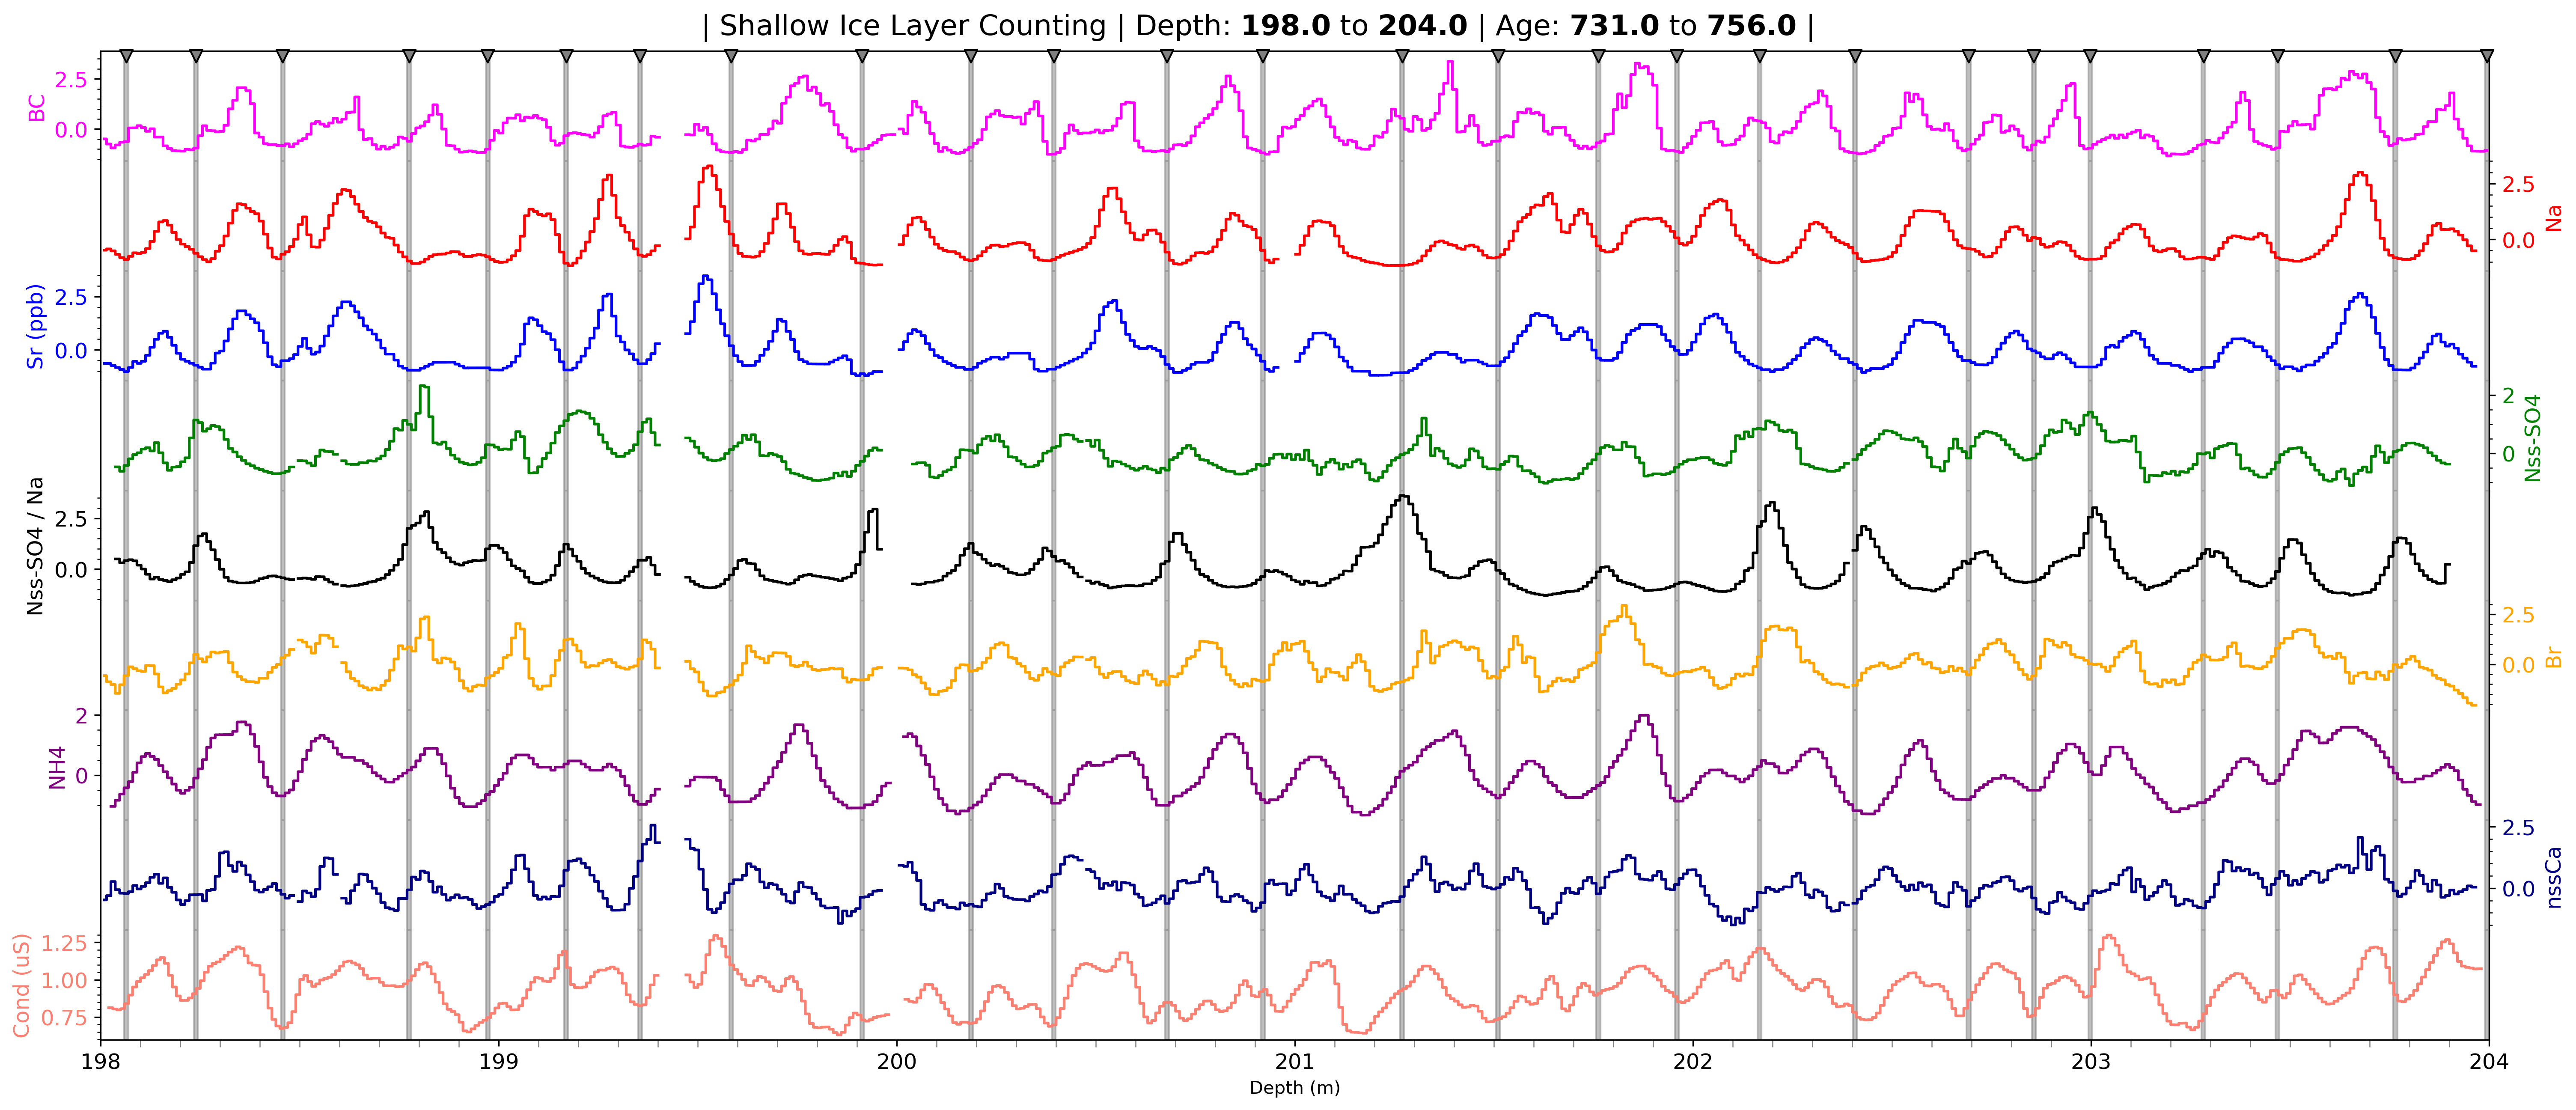 | Shallow Ice Layer Counting | Depth: 198.0 to 204.0 | Age: 731.0 to 756.0 |
BC
2.5
0.0
2.5
0.0
Na
Sr (ppb)
2.5
0.0
2
0
Nss-SO4
Nss-SO4 / Na
2.5
0.0
2.5
0.0
Br
NH4
2
0
2.5
0.0
nssCa
Cond (uS)
1.25
1.00
0.75
198 199 200 201 202 203 204
Depth (m)